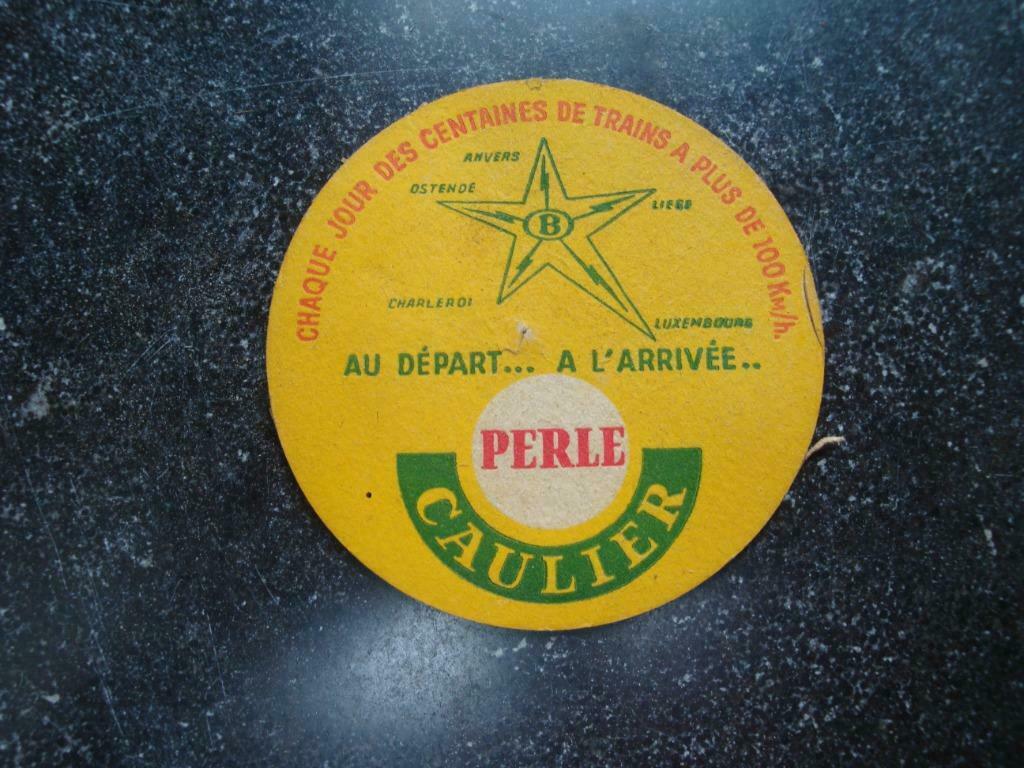 CHAQUE JOUR DES CENTAINES DE TRAINS A PLUS DE 100 Km/h.
ANVERS
OSTENDE
LIEGE
B
CHARLEROI
LUXEMBOURG
AU DÉPART... A L'ARRIVÉE..
PERLE
CAULIER